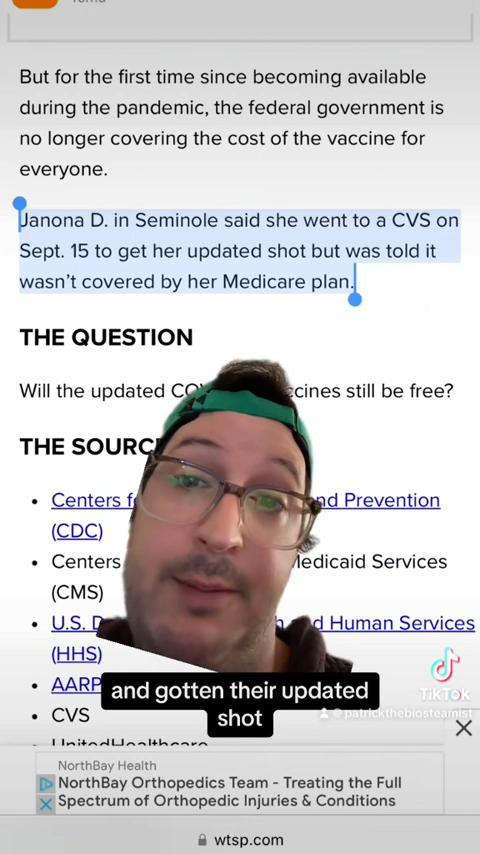 But for the first time since becoming available
during the pandemic, the federal government is
no longer covering the cost of the vaccine for
everyone.
Janona D. in Seminole said she went to a CVS on
Sept. 15 to get her updated shot but was told it
wasn't covered by her Medicare plan.
THE QUESTION
Will the updated CO cines still be free?
THE SOURC
Centers f nd Prevention
(CDC)
Centers Medicaid Services
(CMS)
U.S. D d Human Services
(HHS)
AARP
CVS
UnitedHealthcare
and gotten their updated
shot
TikTok
@patrickthebiosteamist
NorthBay Health
NorthBay Orthopedics Team - Treating the Full
Spectrum of Orthopedic Injuries & Conditions
wtsp.com